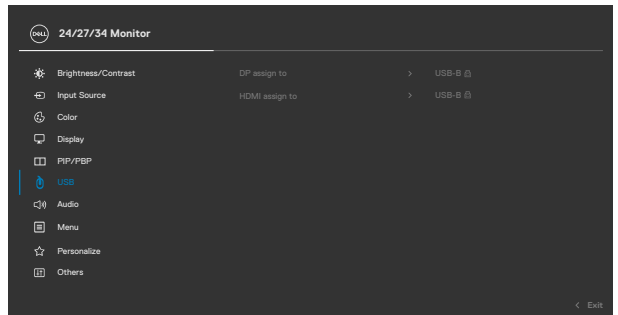 DELL 24/27/34 Monitor
Brightness/Contrast DP assign to > USB-B
Input Source HDMI assign to > USB-B
Color
Display
PIP/PBP
USB
Audio
Menu
Personalize
Others
< Exit